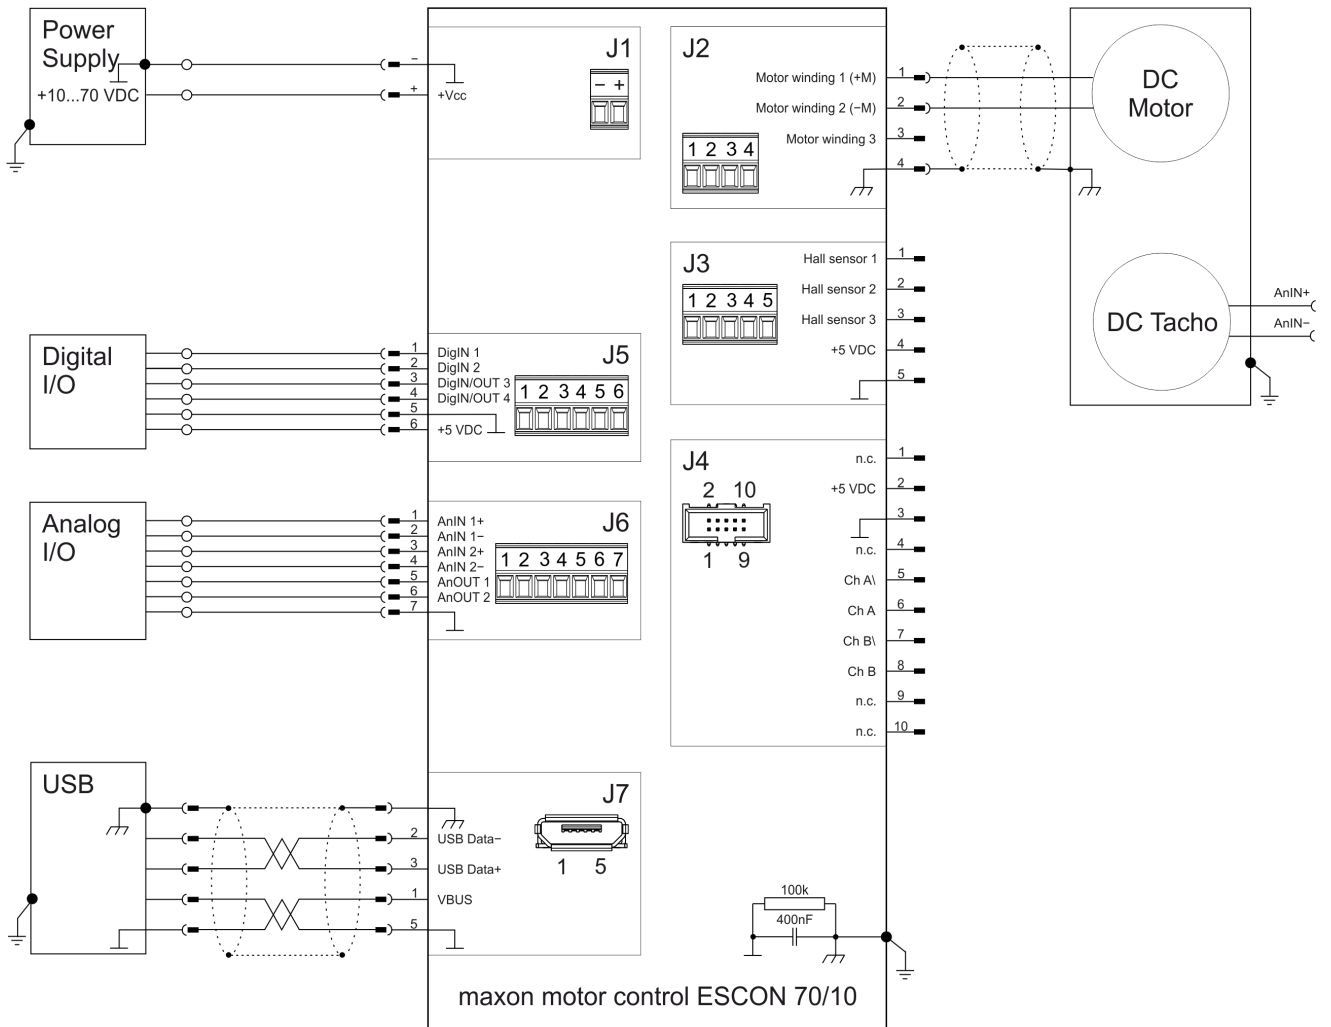 Power
Supply
+10...70 VDC
−
+
+Vcc
J1
− +
J2
Motor winding 1 (+M)
1
Motor winding 2 (−M)
2
Motor winding 3
3
4
1 2 3 4
DC
Motor
J3
Hall sensor 1
1
Hall sensor 2
2
Hall sensor 3
3
+5 VDC
4
5
1 2 3 4 5
DC Tacho
AnIN+
AnIN−
Digital
I/O
1
DigIN 1
2
DigIN 2
3
DigIN/OUT 3
4
DigIN/OUT 4
5
6
+5 VDC
J5
1 2 3 4 5 6
J4
2 10
1 9
n.c.
1
+5 VDC
2
3
n.c.
4
Ch A\
5
Ch A
6
Ch B\
7
Ch B
8
n.c.
9
n.c.
10
Analog
I/O
1
AnIN 1+
2
AnIN 1−
3
AnIN 2+
4
AnIN 2−
5
AnOUT 1
6
AnOUT 2
7
J6
1 2 3 4 5 6 7
USB
2
USB Data−
3
USB Data+
1
VBUS
5
J7
1 5
100k
400nF
maxon motor control ESCON 70/10